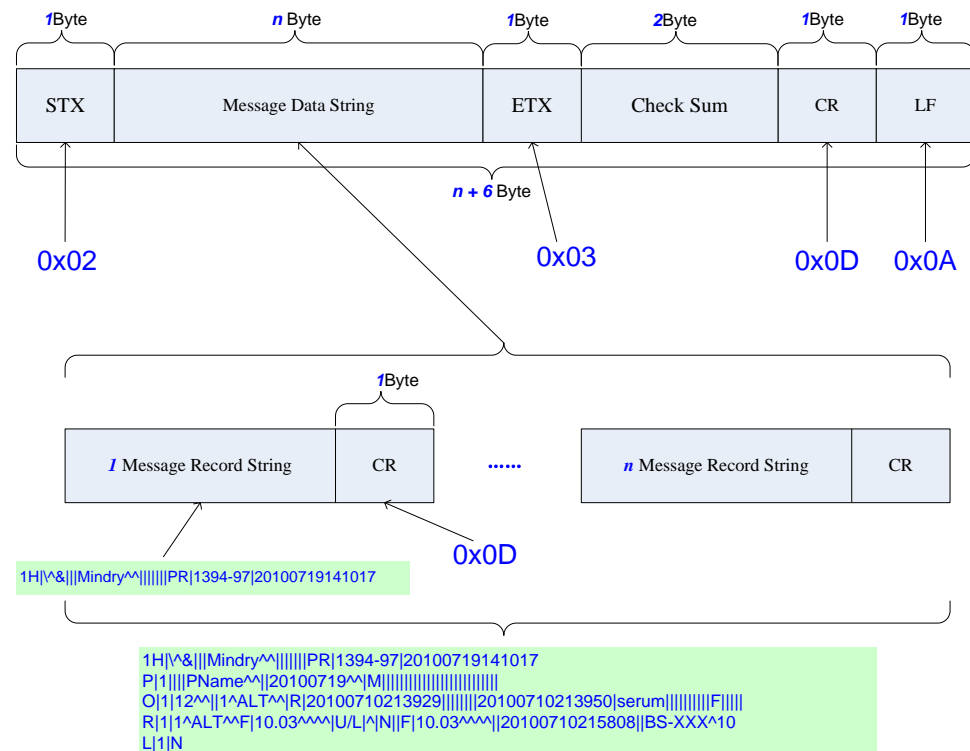 1Byte n Byte 1Byte 2Byte 1Byte 1Byte
STX Message Data String ETX Check Sum CR LF
n + 6 Byte
0x02 0x03 0x0D 0x0A
1Byte
1 Message Record String CR ...... n Message Record String CR
0x0D
1H|\^&|||Mindry^^|||||||PR|1394-97|20100719141017
1H|\^&|||Mindry^^|||||||PR|1394-97|20100719141017
P|1||||PName^^||20100719^^|M||||||||||||||||||||||||||
O|1|12^^||1^ALT^^|R|20100710213929||||||||20100710213950|serum||||||||||F|||||
R|1|1^ALT^^F|10.03^^^^|U/L|^|N||F|10.03^^^^||20100710215808||BS-XXX^10
L|1|N